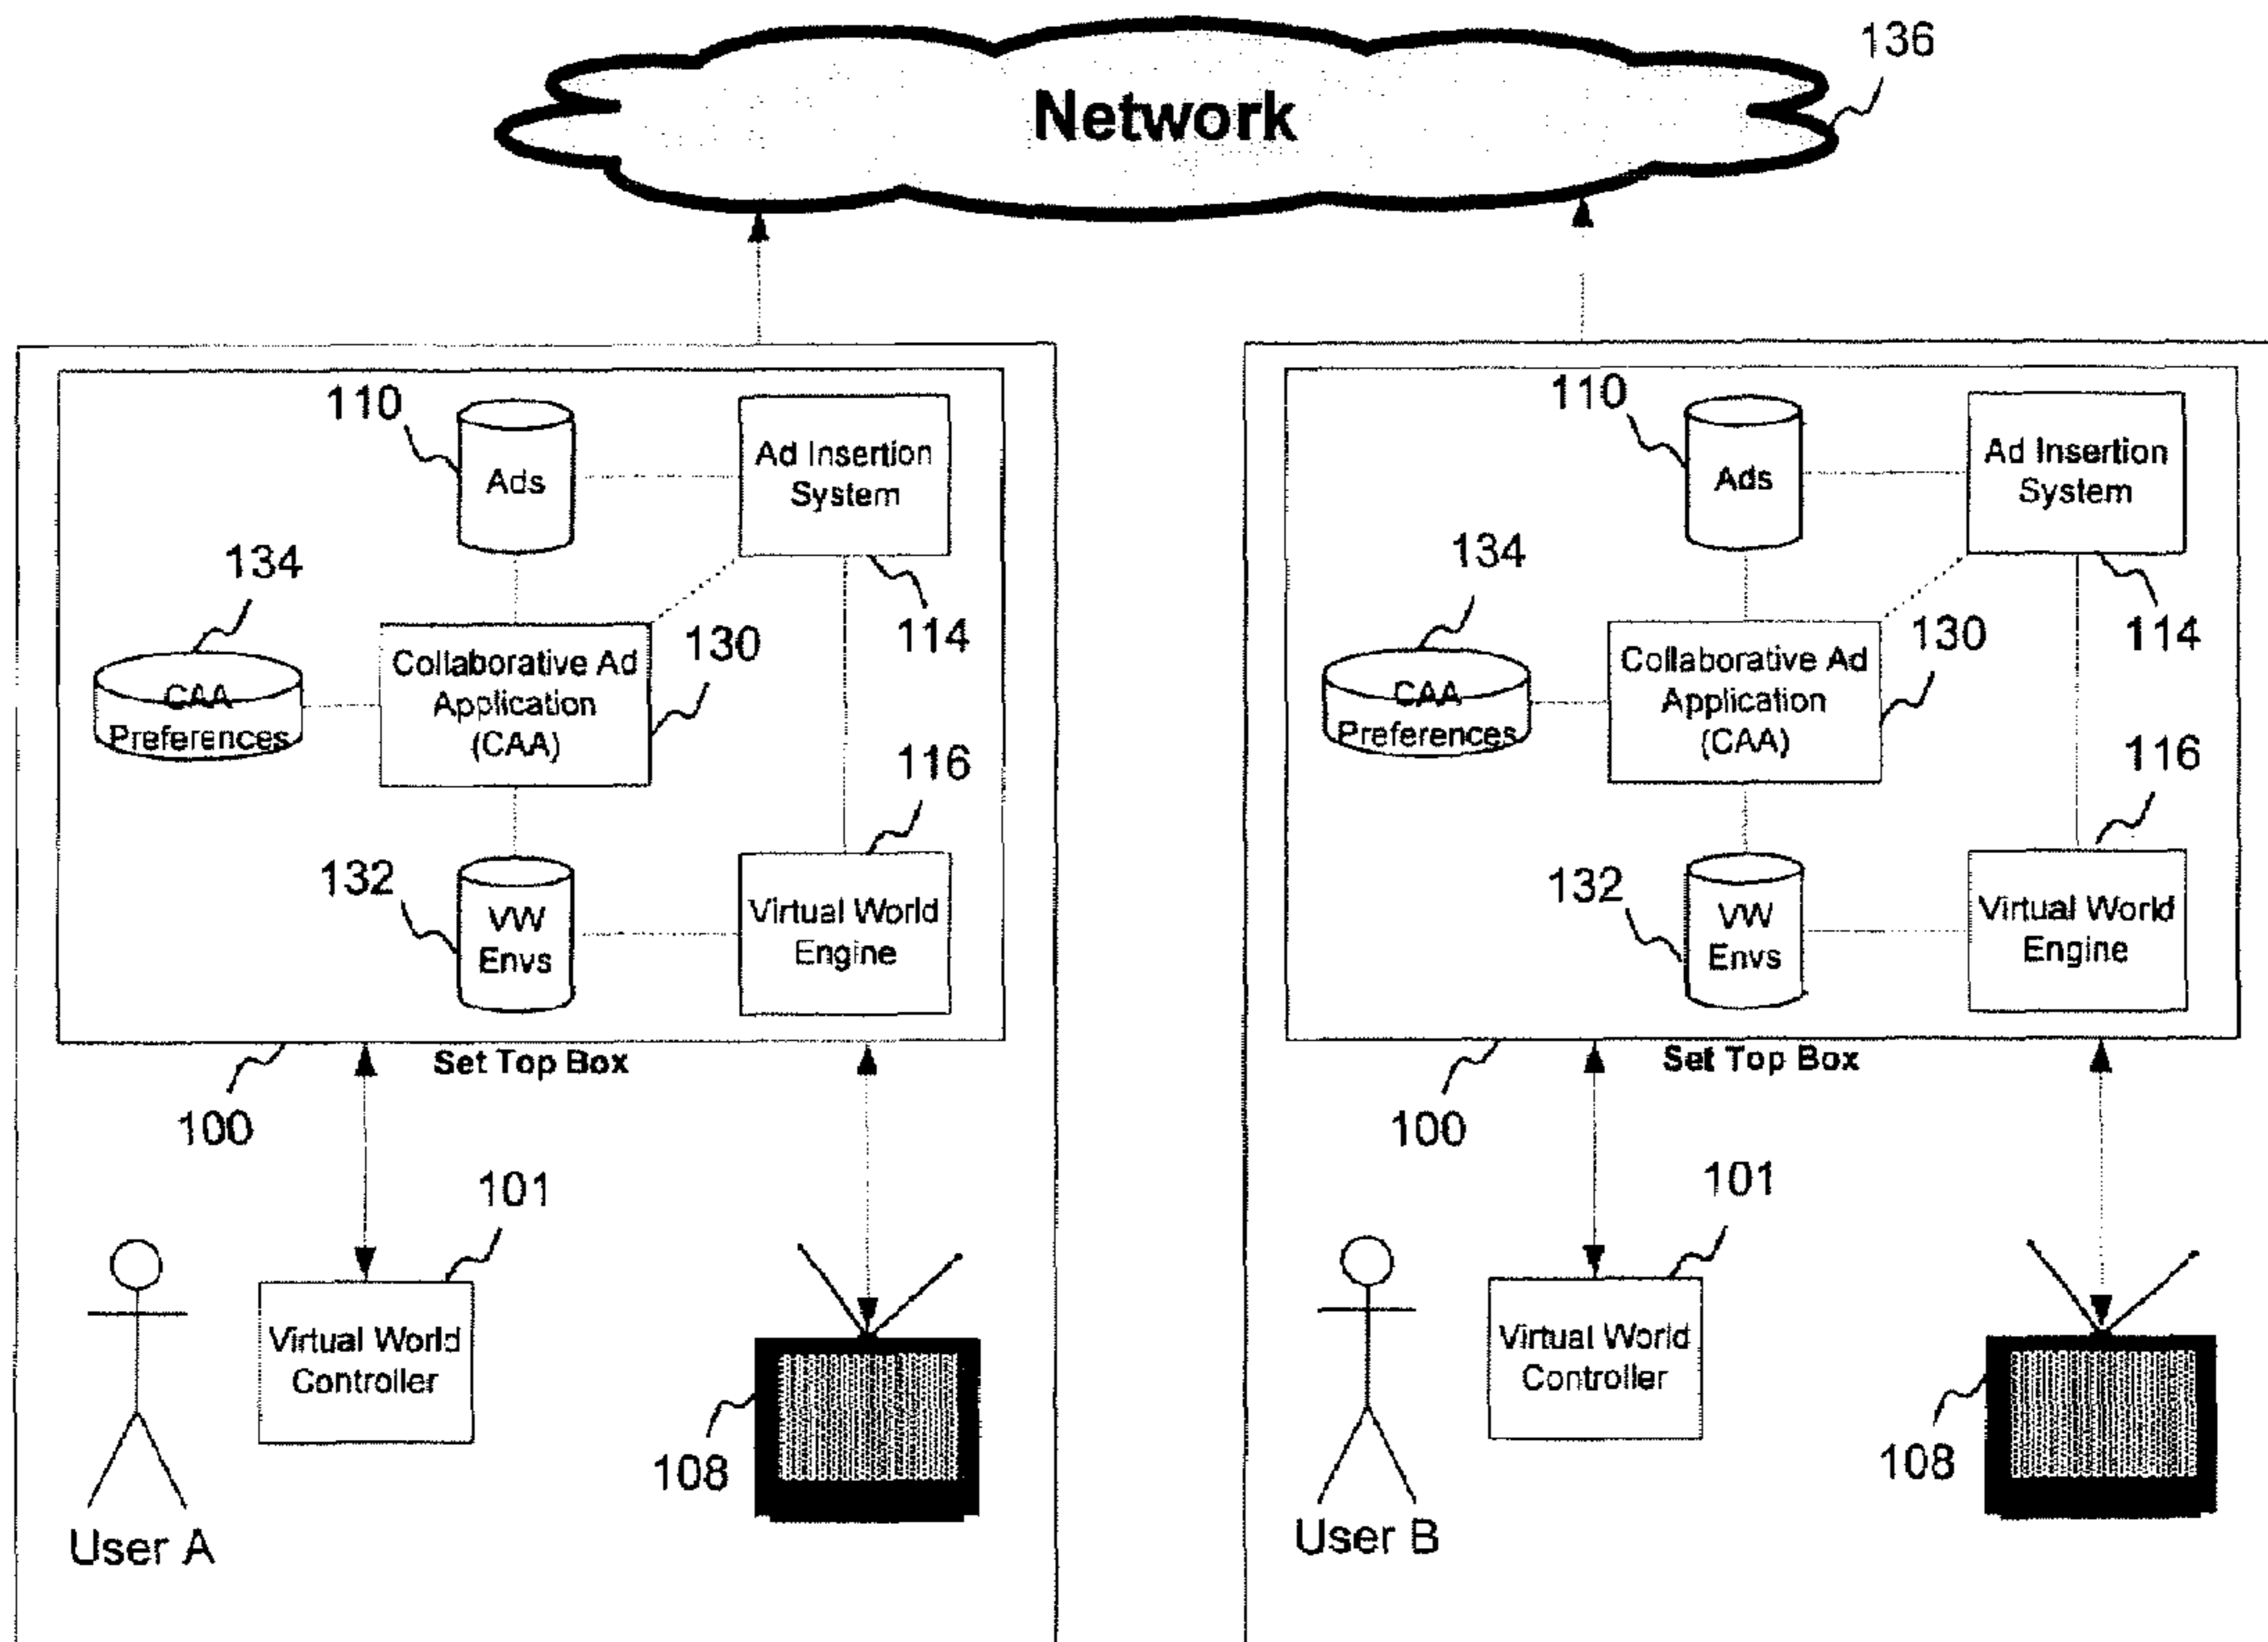 136
Network
110
Ads
Ad Insertion
System
134
114
130
CAA
Preferences
Collaborative Ad
Application
(CAA)
116
132
VW
Envs
Virtual World
Engine
Set Top Box
100
101
Virtual World
Controller
108
User A
110
Ads
Ad Insertion
System
134
114
130
CAA
Preferences
Collaborative Ad
Application
(CAA)
116
132
VW
Envs
Virtual World
Engine
Set Top Box
100
101
Virtual World
Controller
108
User B